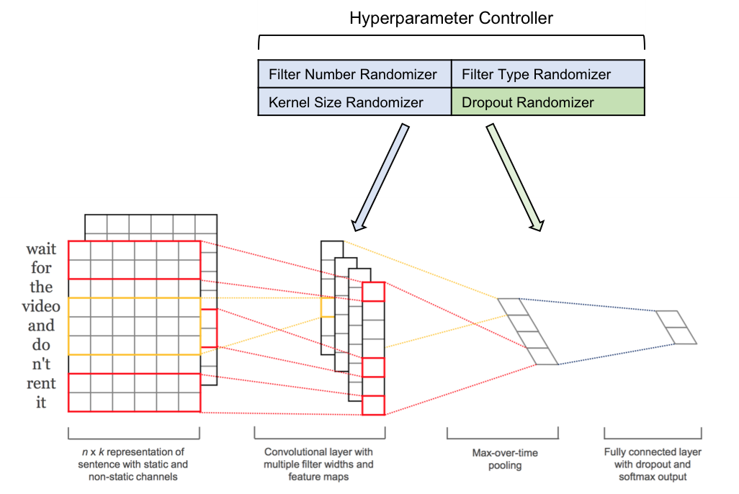 Hyperparameter Controller
Filter Number Randomizer
Filter Type Randomizer
Kernel Size Randomizer
Dropout Randomizer
wait
for
the
video
and
do
n't
rent
it
n x k representation of
sentence with static and
non-static channels
Convolutional layer with
multiple filter widths and
feature maps
Max-over-time
pooling
Fully connected layer
with dropout and
softmax output